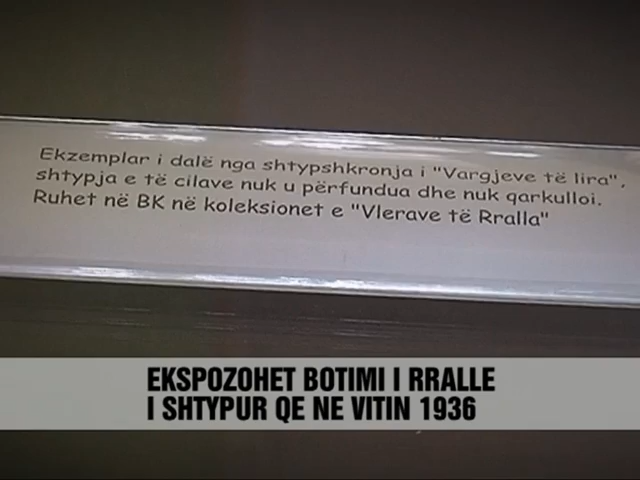 Ekzemplar i dalë nga shtypshkronja i "Vargjeve të lira",
shtypja e të cilave nuk u përfundua dhe nuk qarkulloi.
Ruhet në BK në koleksionet e "Vlerave të Rralla"
EKSPOZOHET BOTIMI I RRALLE
I SHTYPUR QE NE VITIN 1936